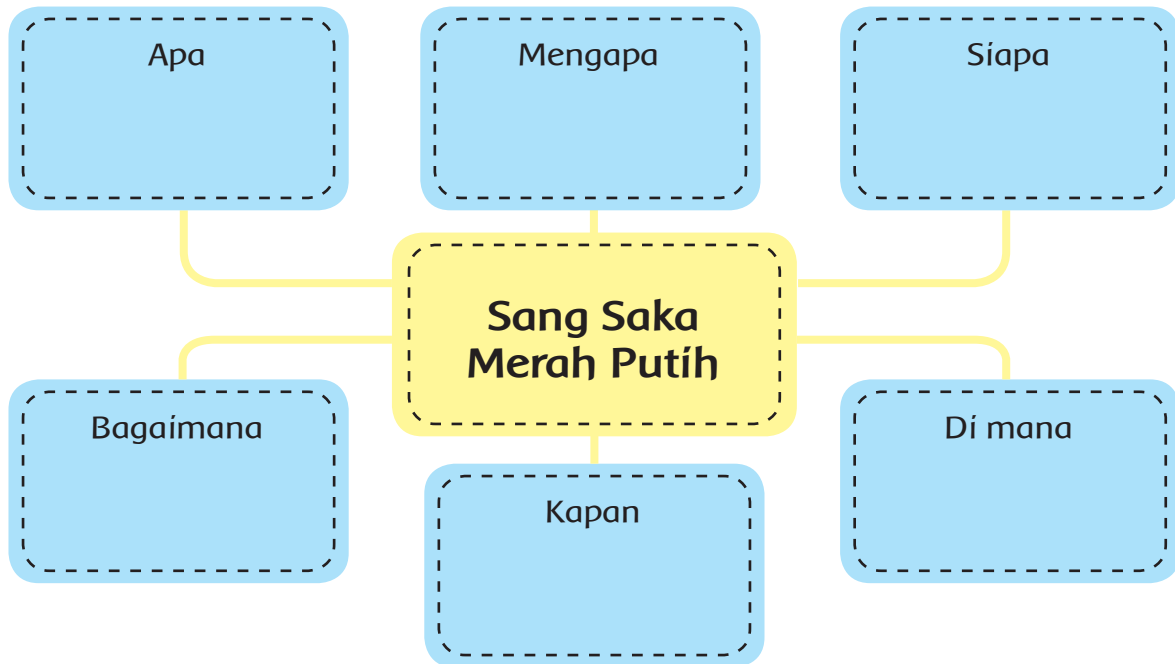 Apa
Mengapa
Siapa
Sang Saka
Merah Putih
Bagaimana
Di mana
Kapan